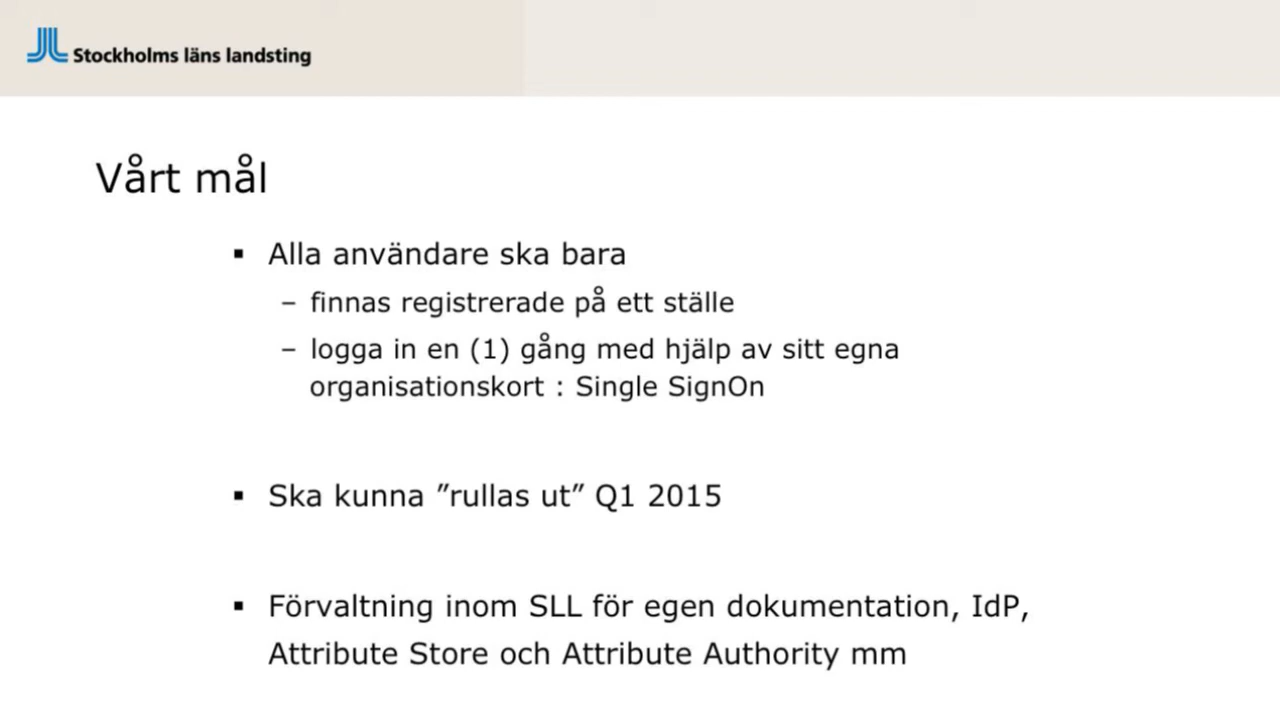 Stockholms läns landsting
Vårt mål
▪ Alla användare ska bara
– finnas registrerade på ett ställe
– logga in en (1) gång med hjälp av sitt egna
organisationskort : Single SignOn
▪ Ska kunna ”rullas ut” Q1 2015
▪ Förvaltning inom SLL för egen dokumentation, IdP,
Attribute Store och Attribute Authority mm